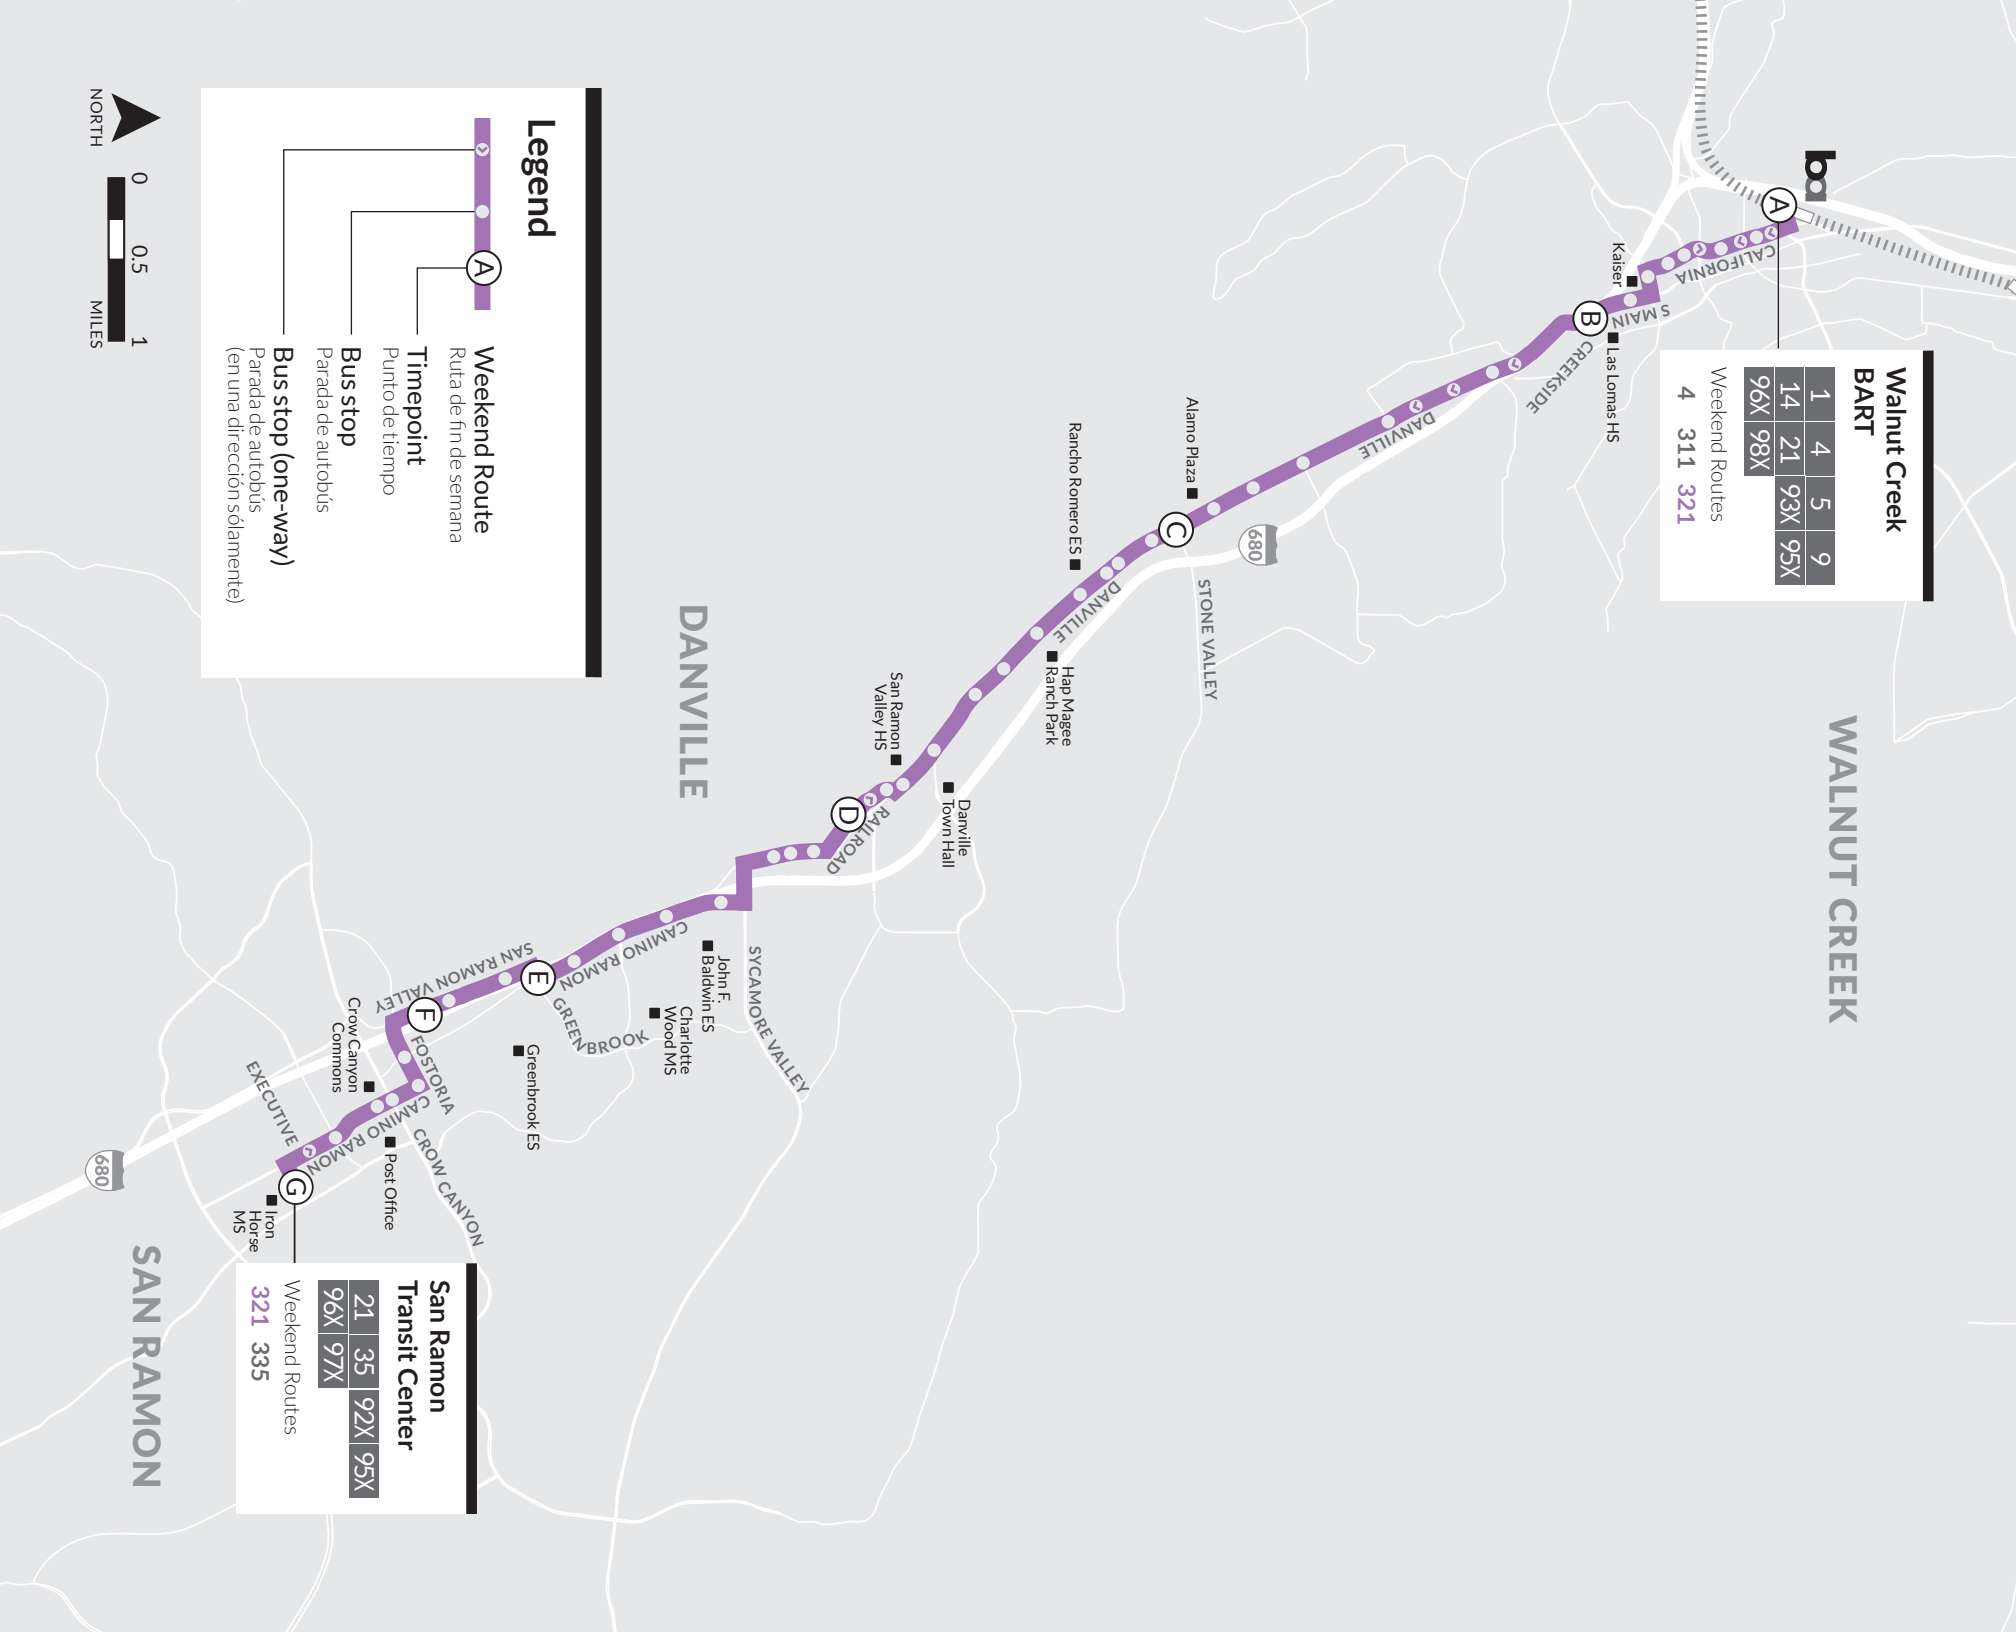 ba
A
CALIFORNIA
Kaiser
S MAIN
B
Las Lomas HS
CREEKSIDE
Walnut Creek
BART
1 4 5 9
14 21 93X 95X
96X 98X
Weekend Routes
4 311 321
WALNUT CREEK
DANVILLE
Alamo Plaza
680
C
Rancho Romero ES
STONE VALLEY
DANVILLE
Hap Magee
Ranch Park
DANVILLE
San Ramon
Valley HS
Danville
Town Hall
D
RAILROAD
John F.
Baldwin ES
SYCAMORE VALLEY
CAMINO RAMON
Charlotte
Wood MS
E
GREENBROOK
Greenbrook ES
SAN RAMON VALLEY
F
FOSTORIA
Crow Canyon
Commons
CAMINO RAMON
Post Office
CROW CANYON
EXECUTIVE
G
Iron
Horse
MS
680
San Ramon
Transit Center
21 35 92X 95X
96X 97X
Weekend Routes
321 335
SAN RAMON
Legend
A
Weekend Route
Ruta de fin de semana
Timepoint
Punto de tiempo
Bus stop
Parada de autobús
Bus stop (one-way)
Parada de autobús
(en una dirección sólamente)
NORTH
0 0.5 1
MILES